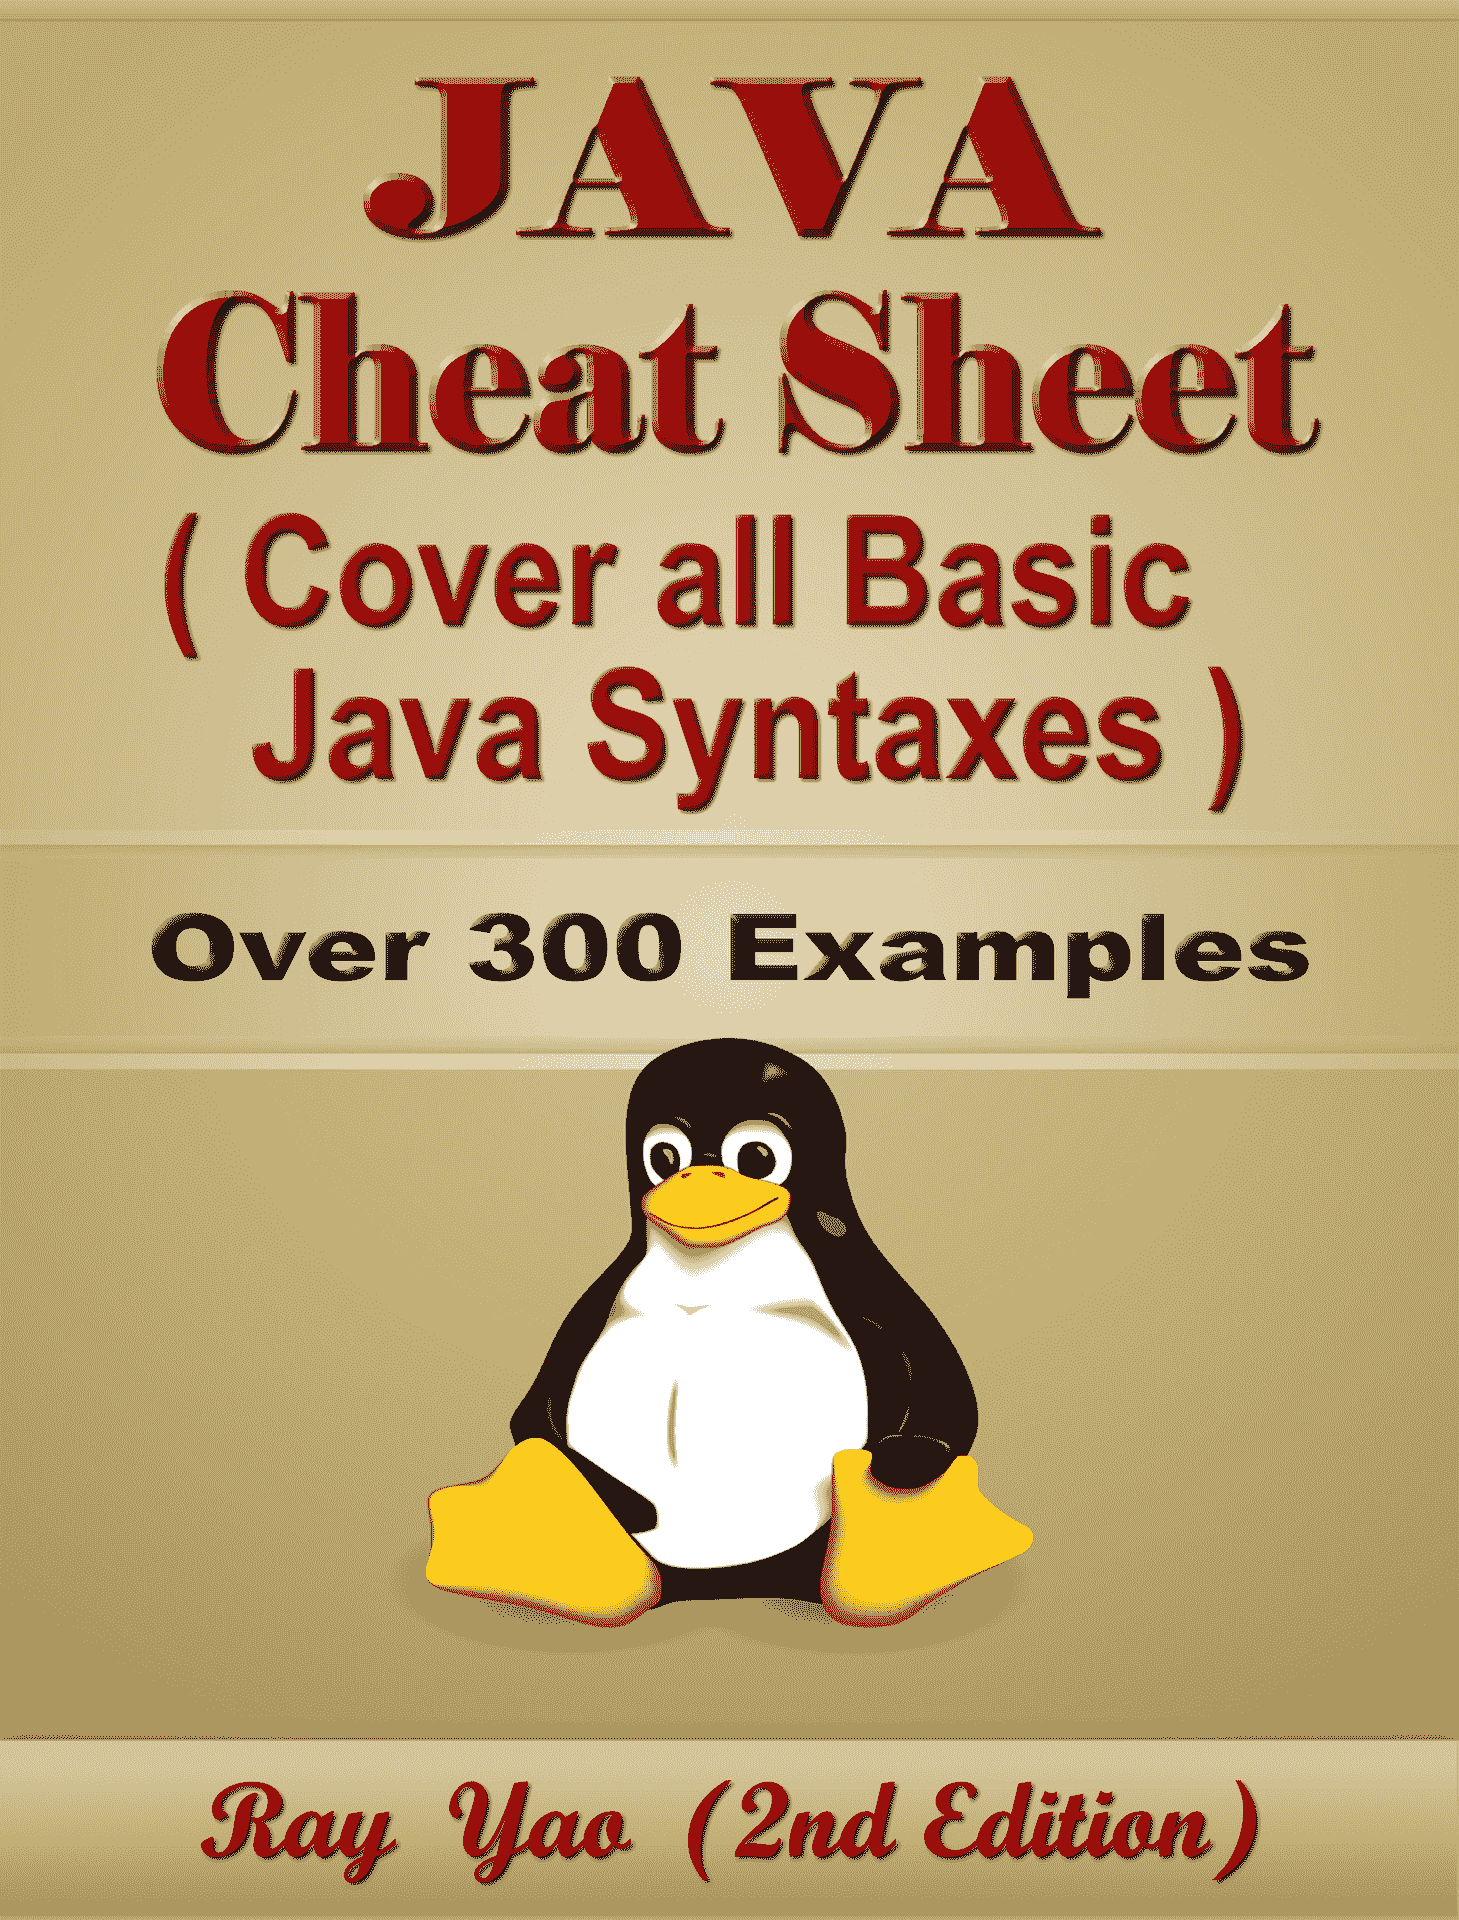 JAVA
Cheat Sheet
( Cover all Basic
Java Syntaxes )
Over 300 Examples
Ray Yao (2nd Edition)